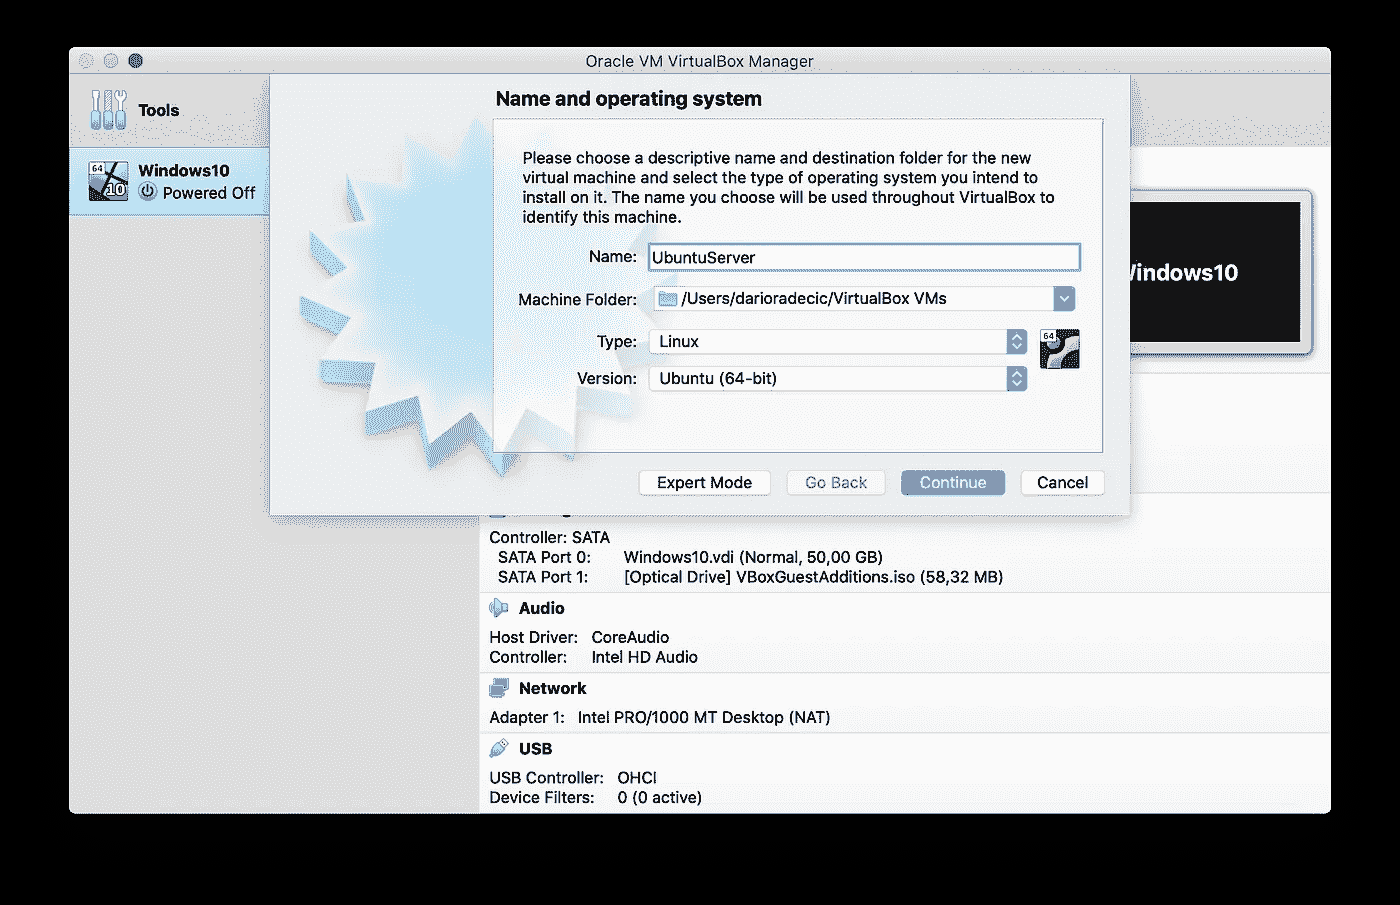 Oracle VM VirtualBox Manager
Tools
64
10
Windows10
Powered Off
Name and operating system
Please choose a descriptive name and destination folder for the new
virtual machine and select the type of operating system you intend to
install on it. The name you choose will be used throughout VirtualBox to
identify this machine.
Name: UbuntuServer
Machine Folder: /Users/darioradecic/VirtualBox VMs
Type: Linux
64
Version: Ubuntu (64-bit)
Expert Mode Go Back Continue Cancel
Windows10
Controller: SATA
SATA Port 0: Windows10.vdi (Normal, 50,00 GB)
SATA Port 1: [Optical Drive] VBoxGuestAdditions.iso (58,32 MB)
Audio
Host Driver: CoreAudio
Controller: Intel HD Audio
Network
Adapter 1: Intel PRO/1000 MT Desktop (NAT)
USB
USB Controller: OHCI
Device Filters: 0 (0 active)